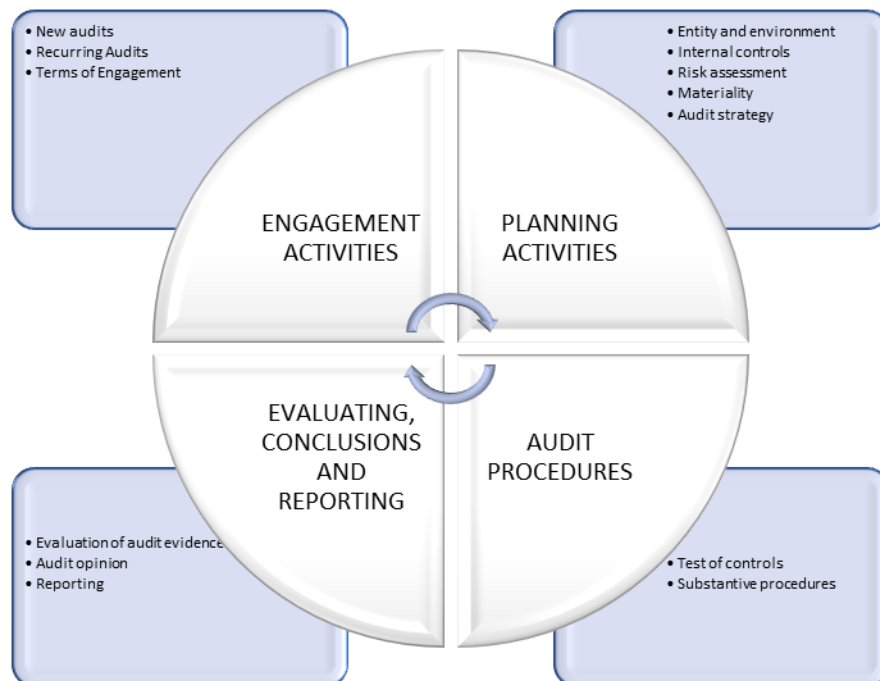 • New audits
• Recurring Audits
• Terms of Engagement
• Entity and environment
• Internal controls
• Risk assessment
• Materiality
• Audit strategy
ENGAGEMENT
ACTIVITIES
PLANNING
ACTIVITIES
EVALUATING,
CONCLUSIONS
AND
REPORTING
AUDIT
PROCEDURES
• Evaluation of audit evidence
• Audit opinion
• Reporting
• Test of controls
• Substantive procedures